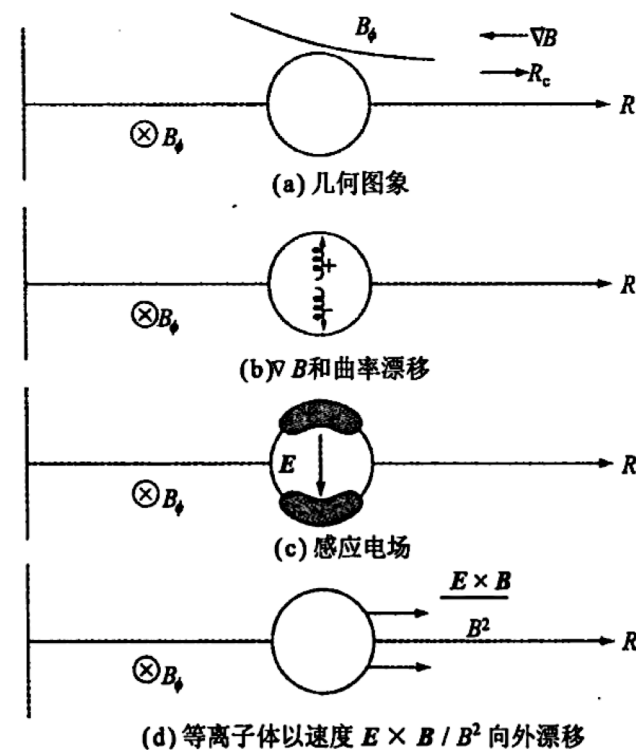 B_ϕ
∇B
R_c
R
⊗ B_ϕ
(a) 几何图象
+
−
R
⊗ B_ϕ
(b) ∇ B和曲率漂移
E
R
⊗ B_ϕ
(c) 感应电场
E × B
B²
R
⊗ B_ϕ
(d) 等离子体以速度 E × B / B² 向外漂移